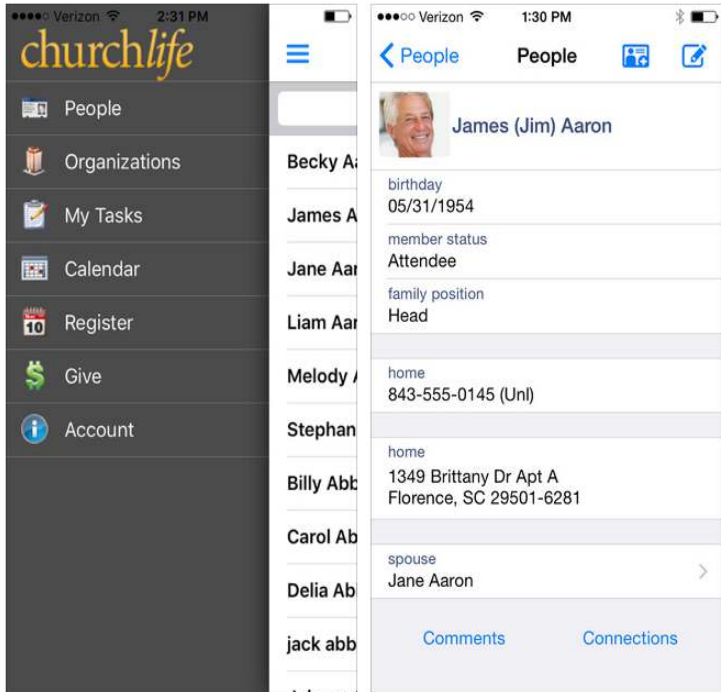 Verizon 2:31 PM
churchlife
People
Organizations
My Tasks
Calendar
Register
Give
Account
Becky A
James A
Jane Aar
Liam Aar
Melody
Stephan
Billy Abb
Carol Ab
Delia Ab
jack abb
Verizon 1:30 PM
People People
James (Jim) Aaron
birthday
05/31/1954
member status
Attendee
family position
Head
home
843-555-0145 (Unl)
home
1349 Brittany Dr Apt A
Florence, SC 29501-6281
spouse
Jane Aaron
Comments Connections